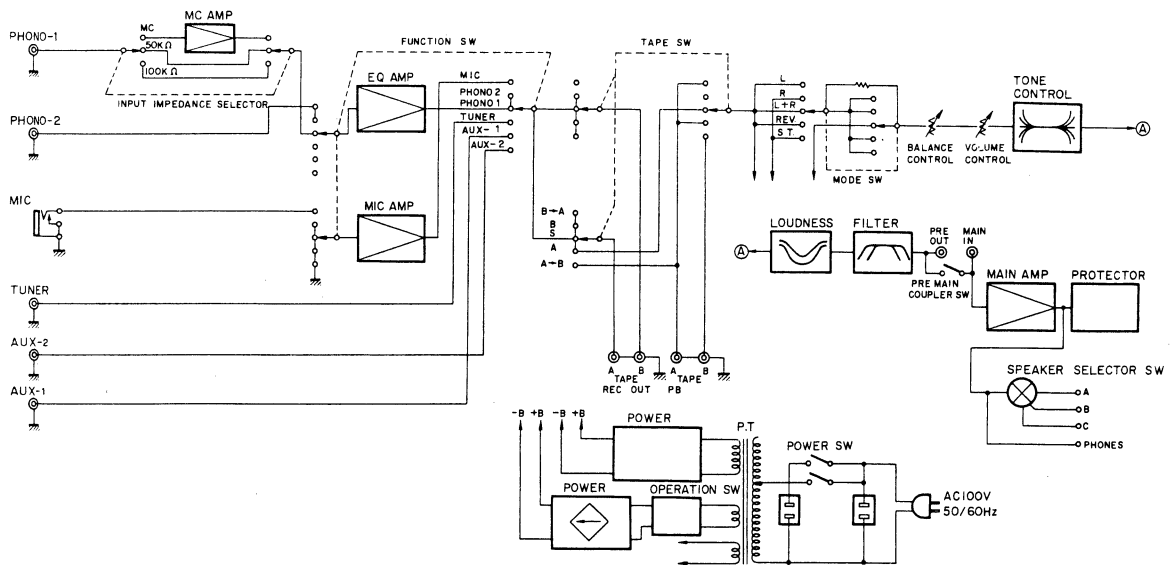 MC AMP
PHONO-1
MC
50KΩ
100KΩ
INPUT IMPEDANCE SELECTOR
PHONO-2
MIC
TUNER
AUX-2
AUX-1
FUNCTION SW
EQ AMP
MIC
PHONO 2
PHONO 1
TUNER
AUX-1
AUX-2
MIC AMP
TAPE SW
B→A
B
S
A
A→B
A
B
TAPE
REC OUT
A
B
TAPE
PB
L
R
L+R
REV.
ST.
MODE SW
BALANCE
CONTROL
VOLUME
CONTROL
TONE
CONTROL
A
A
LOUDNESS
FILTER
PRE
OUT
MAIN
IN
PRE MAIN
COUPLER SW
MAIN AMP
PROTECTOR
SPEAKER SELECTOR SW
A
B
C
PHONES
-B
+B
-B
+B
POWER
P.T
POWER SW
POWER
OPERATION SW
AC100V
50/60Hz